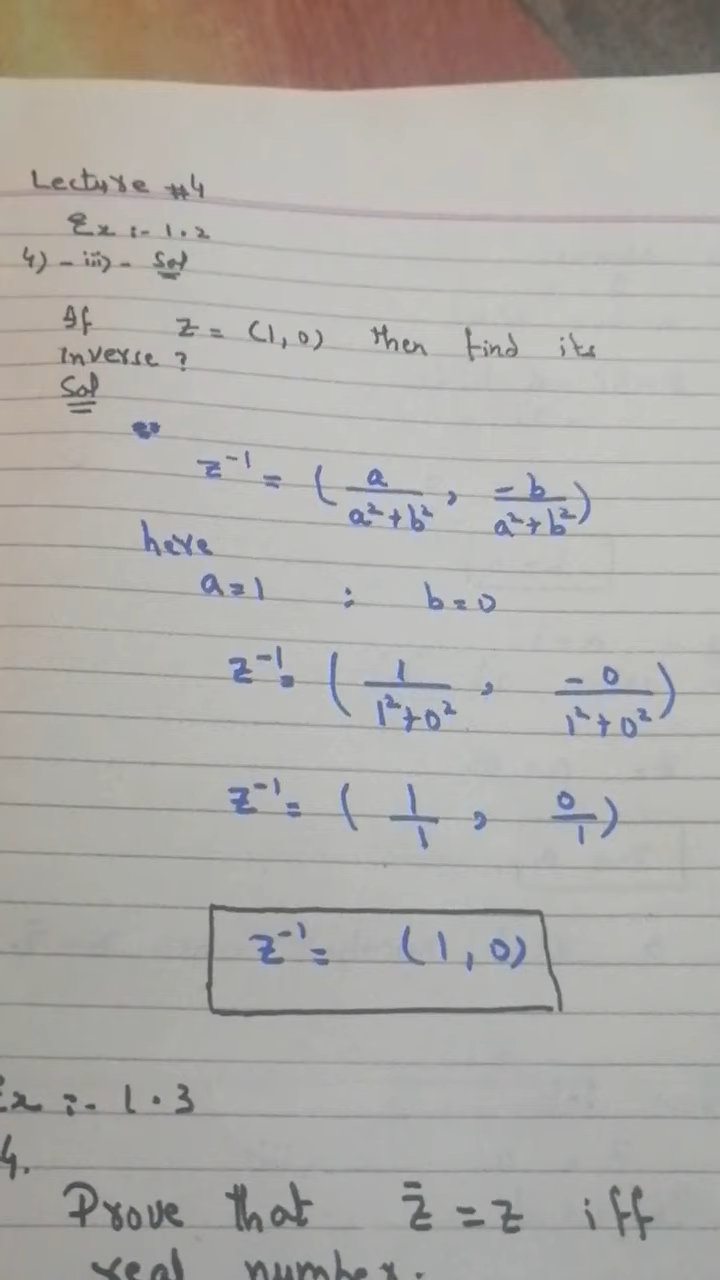 Lecture #4
Ex :- 1.2
4) - iii) - Sol
If z = (1, 0) then find its
inverse ?
Sol
z⁻¹ = ( a/(a²+b²) , -b/(a²+b²) )
here
a = 1 ; b = 0
z⁻¹ = ( 1/(1²+0²) , -0/(1²+0²) )
z⁻¹ = ( 1/1 , 0/1 )
z⁻¹ = (1, 0)
Ex :- 1.3
4.
Prove that z̄ = z iff
real number.